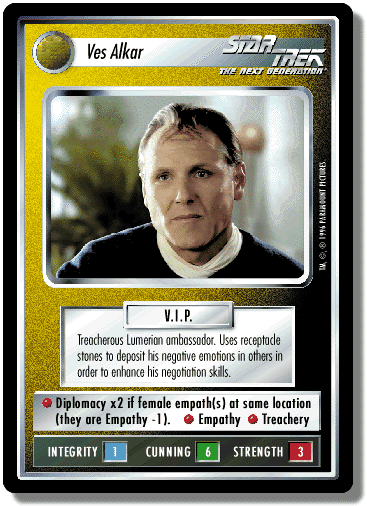 Ves Alkar
STAR TREK
THE NEXT GENERATION
TM, ©, ® 1996 PARAMOUNT PICTURES
V.I.P.
Treacherous Lumerian ambassador. Uses receptacle
stones to deposit his negative emotions in others in
order to enhance his negotiation skills.
Diplomacy x2 if female empath(s) at same location
(they are Empathy -1). Empathy Treachery
INTEGRITY 1 CUNNING 6 STRENGTH 3